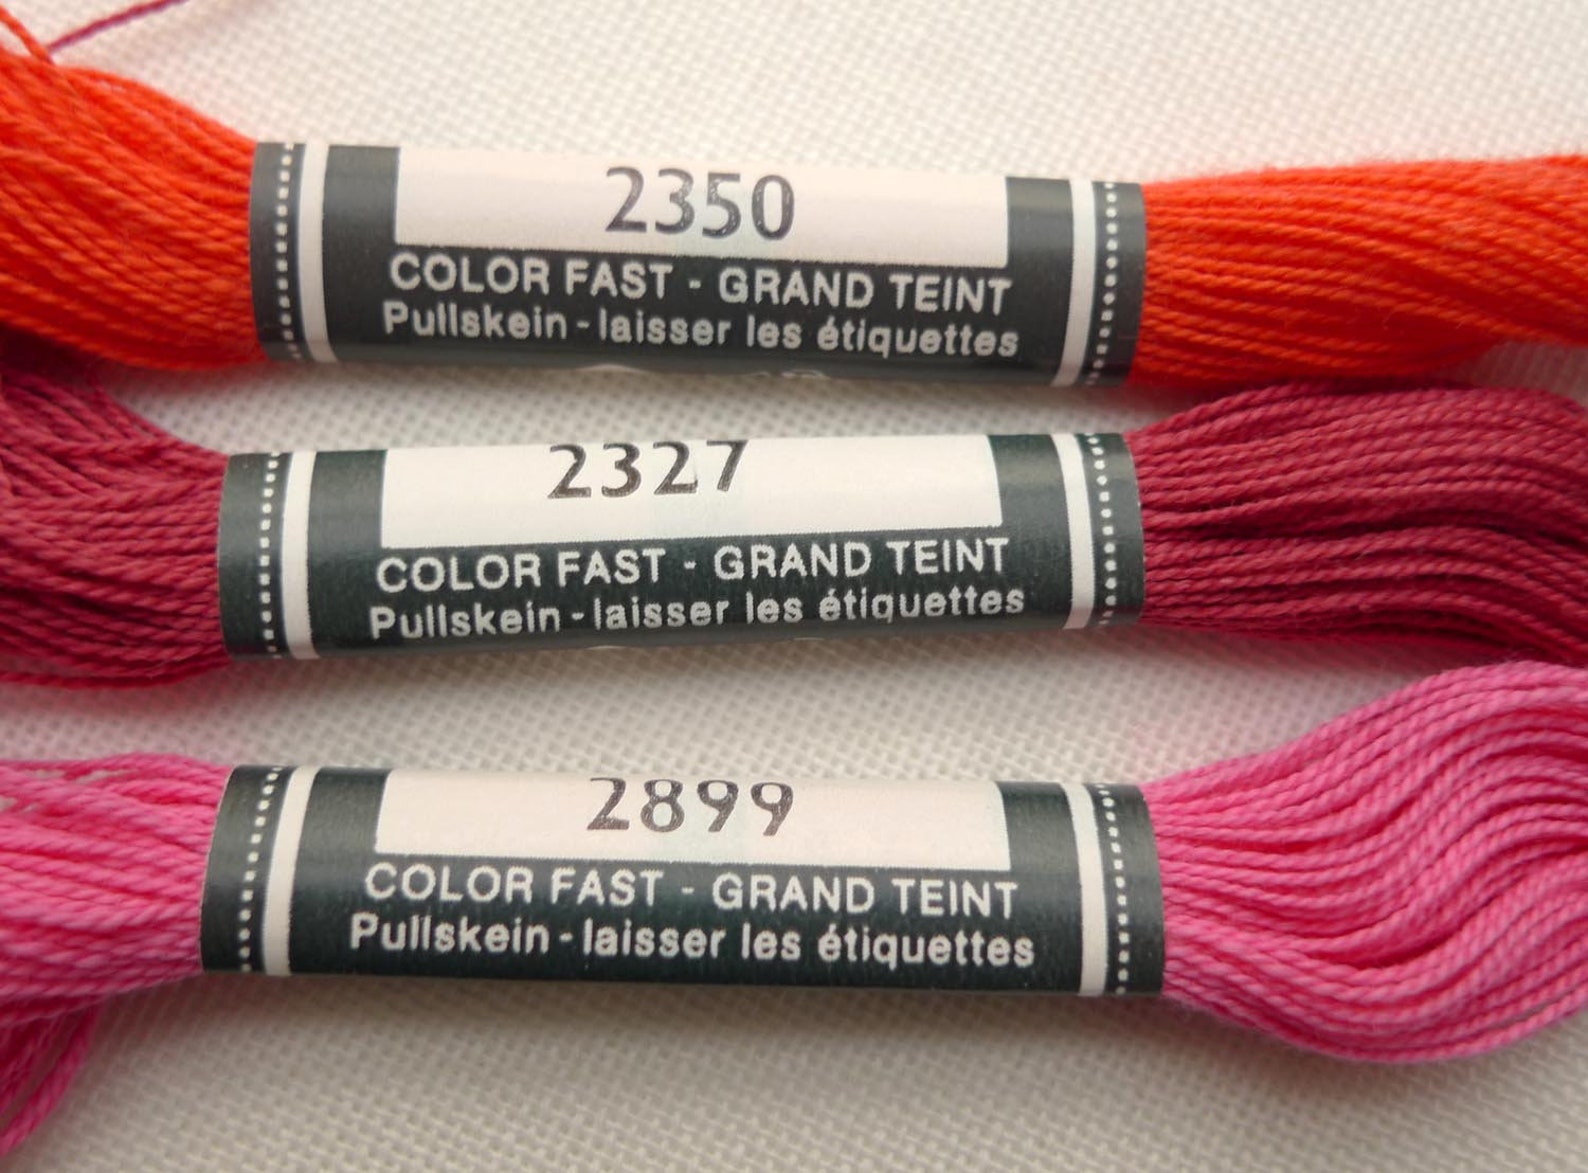 2350
COLOR FAST - GRAND TEINT
Pullskein - laisser les étiquettes
2327
COLOR FAST - GRAND TEINT
Pullskein - laisser les étiquettes
2899
COLOR FAST - GRAND TEINT
Pullskein - laisser les étiquettes